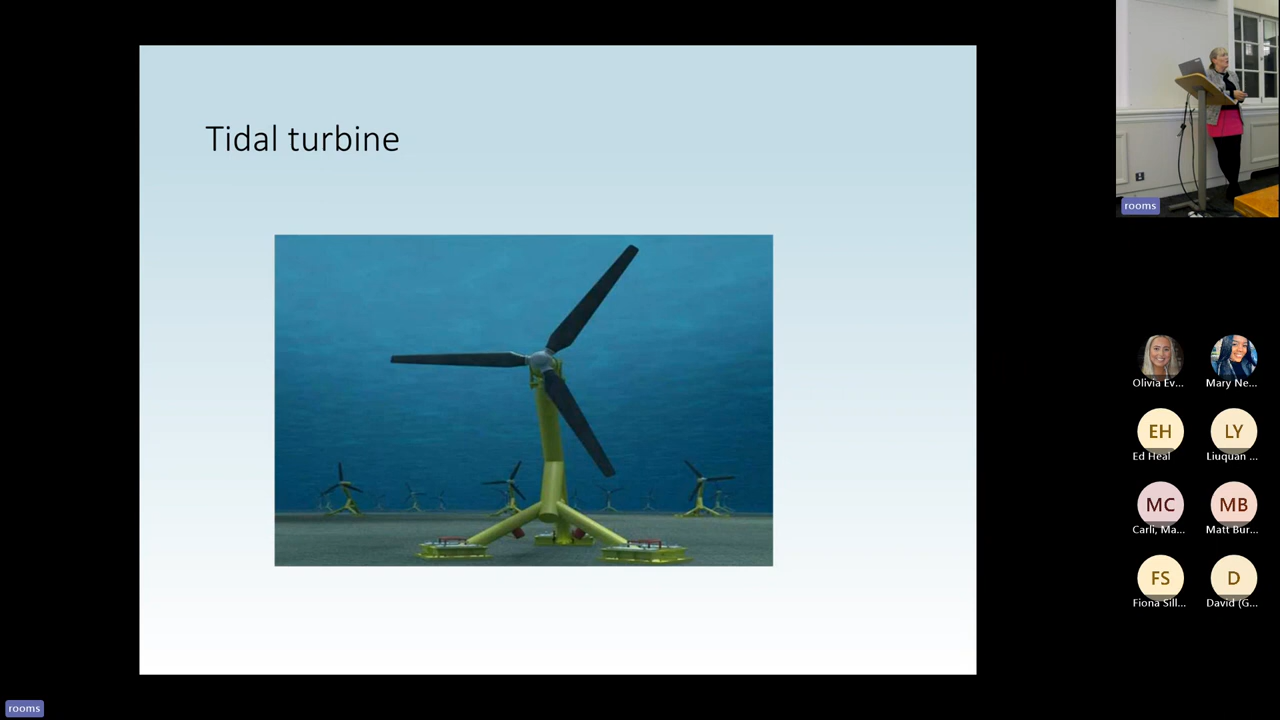 Tidal turbine
rooms
Olivia Ev...
Mary Ne...
EH
LY
Ed Heal
Liuquan ...
MC
MB
Carli, Ma...
Matt Bur...
FS
D
Fiona Sill...
David (G...
rooms